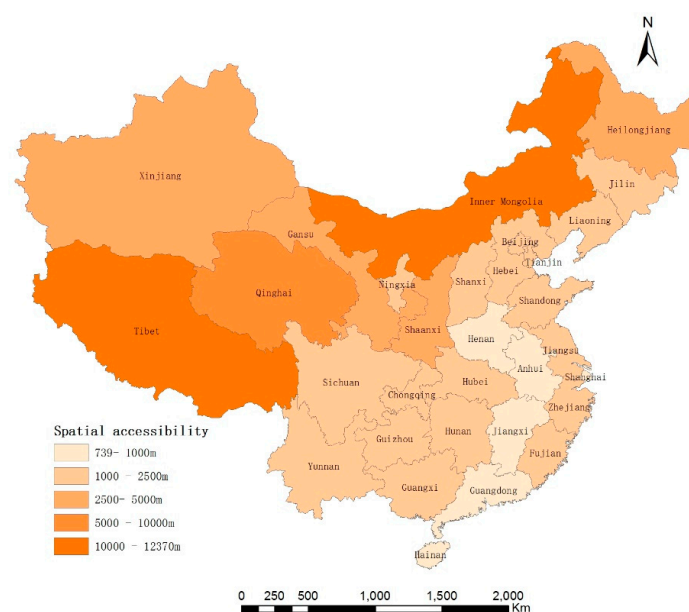 N
Heilongjiang
Xinjiang
Jilin
Inner Mongolia
Liaoning
Gansu
Beijing
Tianjin
Hebei
Ningxia
Shanxi
Qinghai
Shandong
Tibet
Shaanxi
Henan
Jiangsu
Anhui
Shanghai
Sichuan
Hubei
Chongqing
Zhejiang
Spatial accessibility
Guizhou
Hunan
Jiangxi
739- 1000m
Fujian
1000 - 2500m
Yunnan
Guangxi
Guangdong
2500- 5000m
5000 - 10000m
10000 - 12370m
Hainan
0 250 500 1,000 1,500 2,000
Km